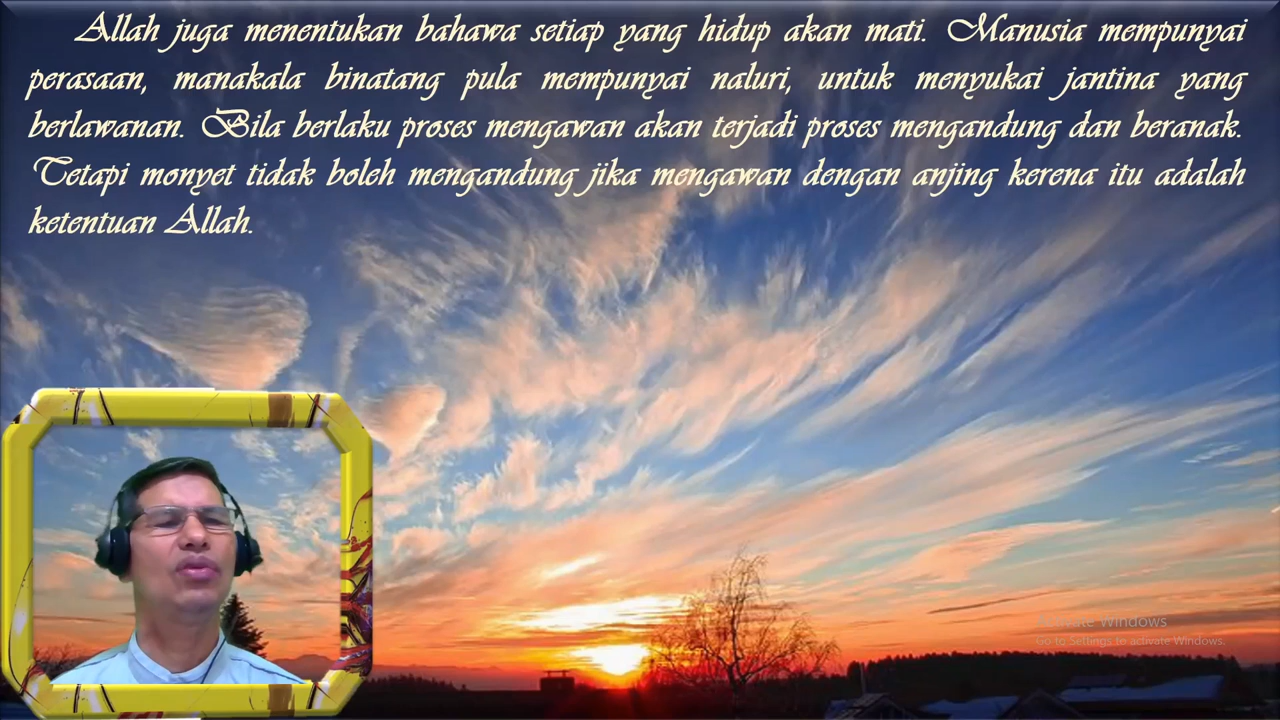 Allah juga menentukan bahawa setiap yang hidup akan mati. Manusia mempunyai
perasaan, manakala binatang pula mempunyai naluri, untuk menyukai jantina yang
berlawanan. Bila berlaku proses mengawan akan terjadi proses mengandung dan beranak.
Tetapi monyet tidak boleh mengandung jika mengawan dengan anjing kerena itu adalah
ketentuan Allah.
Activate Windows
Go to Settings to activate Windows.